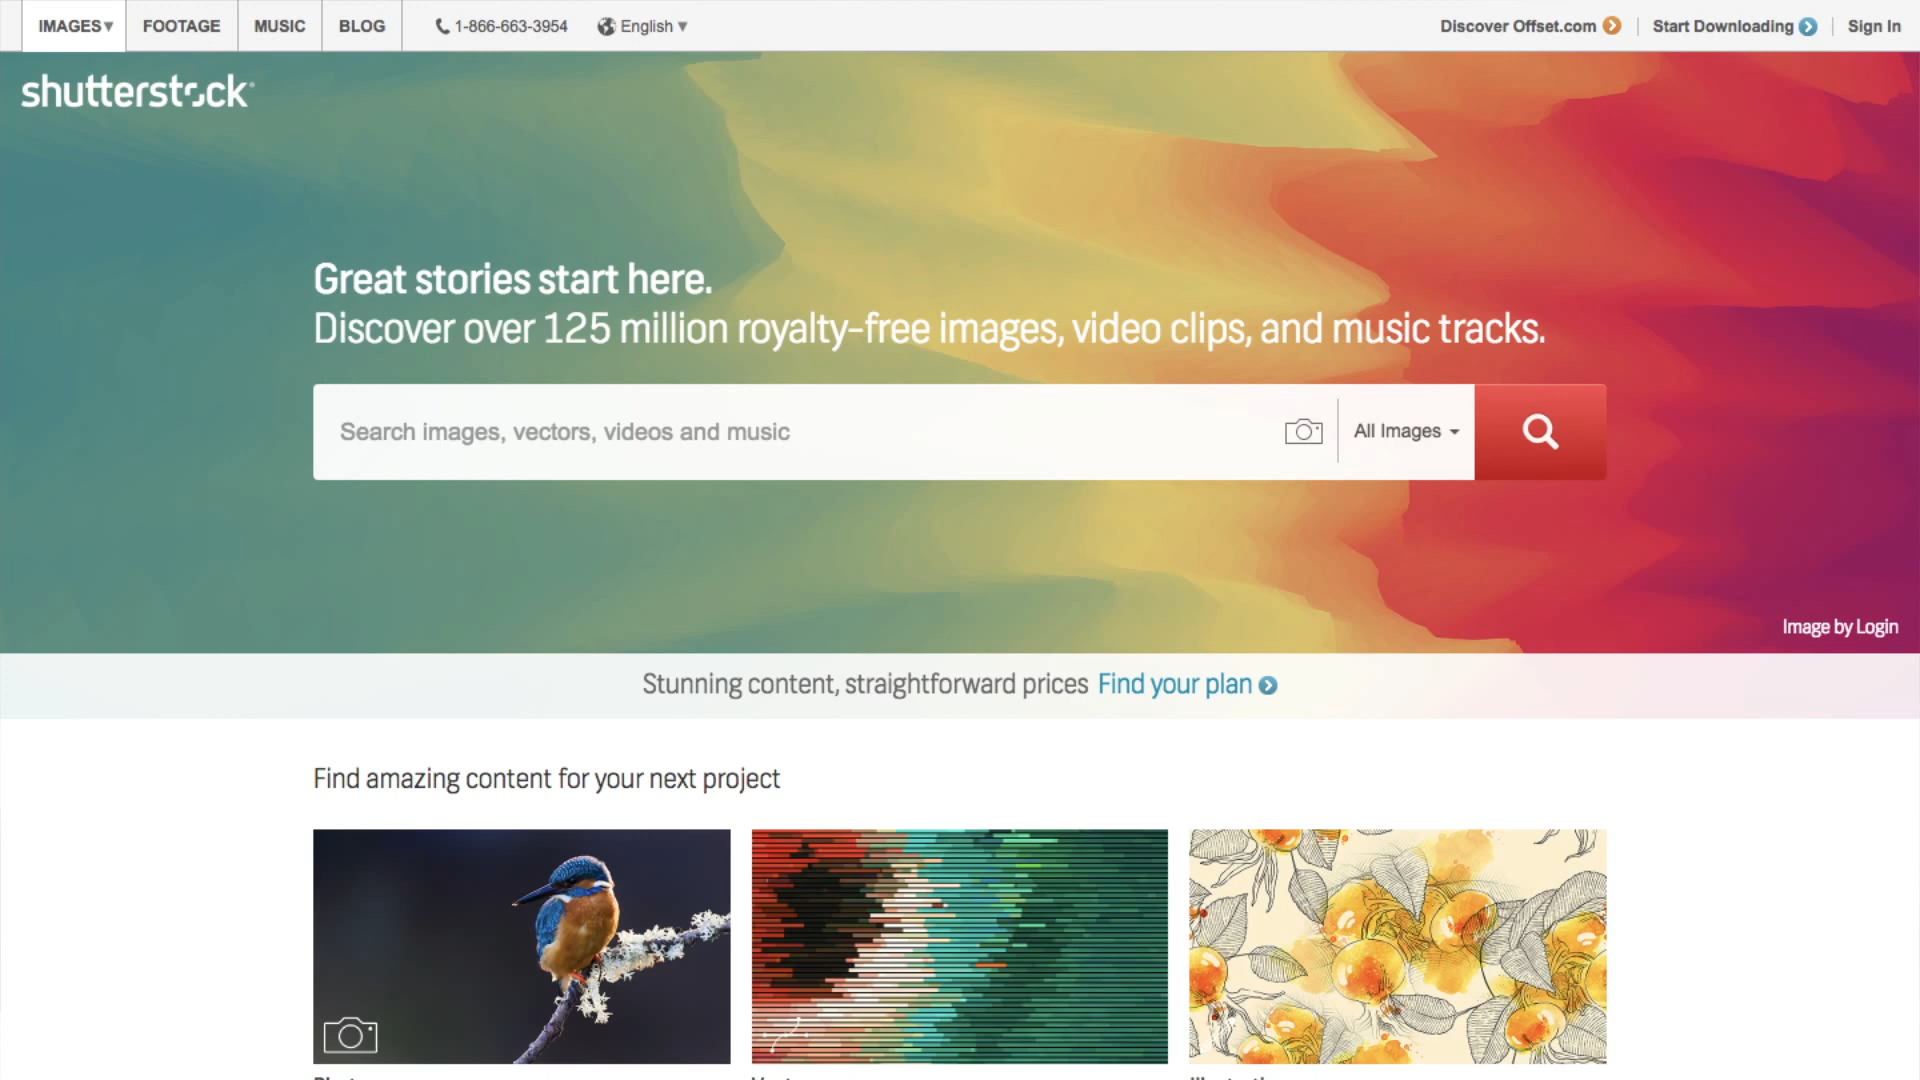 IMAGES▾ FOOTAGE MUSIC BLOG 1-866-663-3954 English ▾ Discover Offset.com Start Downloading Sign In
shutterstock
Great stories start here.
Discover over 125 million royalty-free images, video clips, and music tracks.
Search images, vectors, videos and music All Images
Image by Login
Stunning content, straightforward prices Find your plan
Find amazing content for your next project